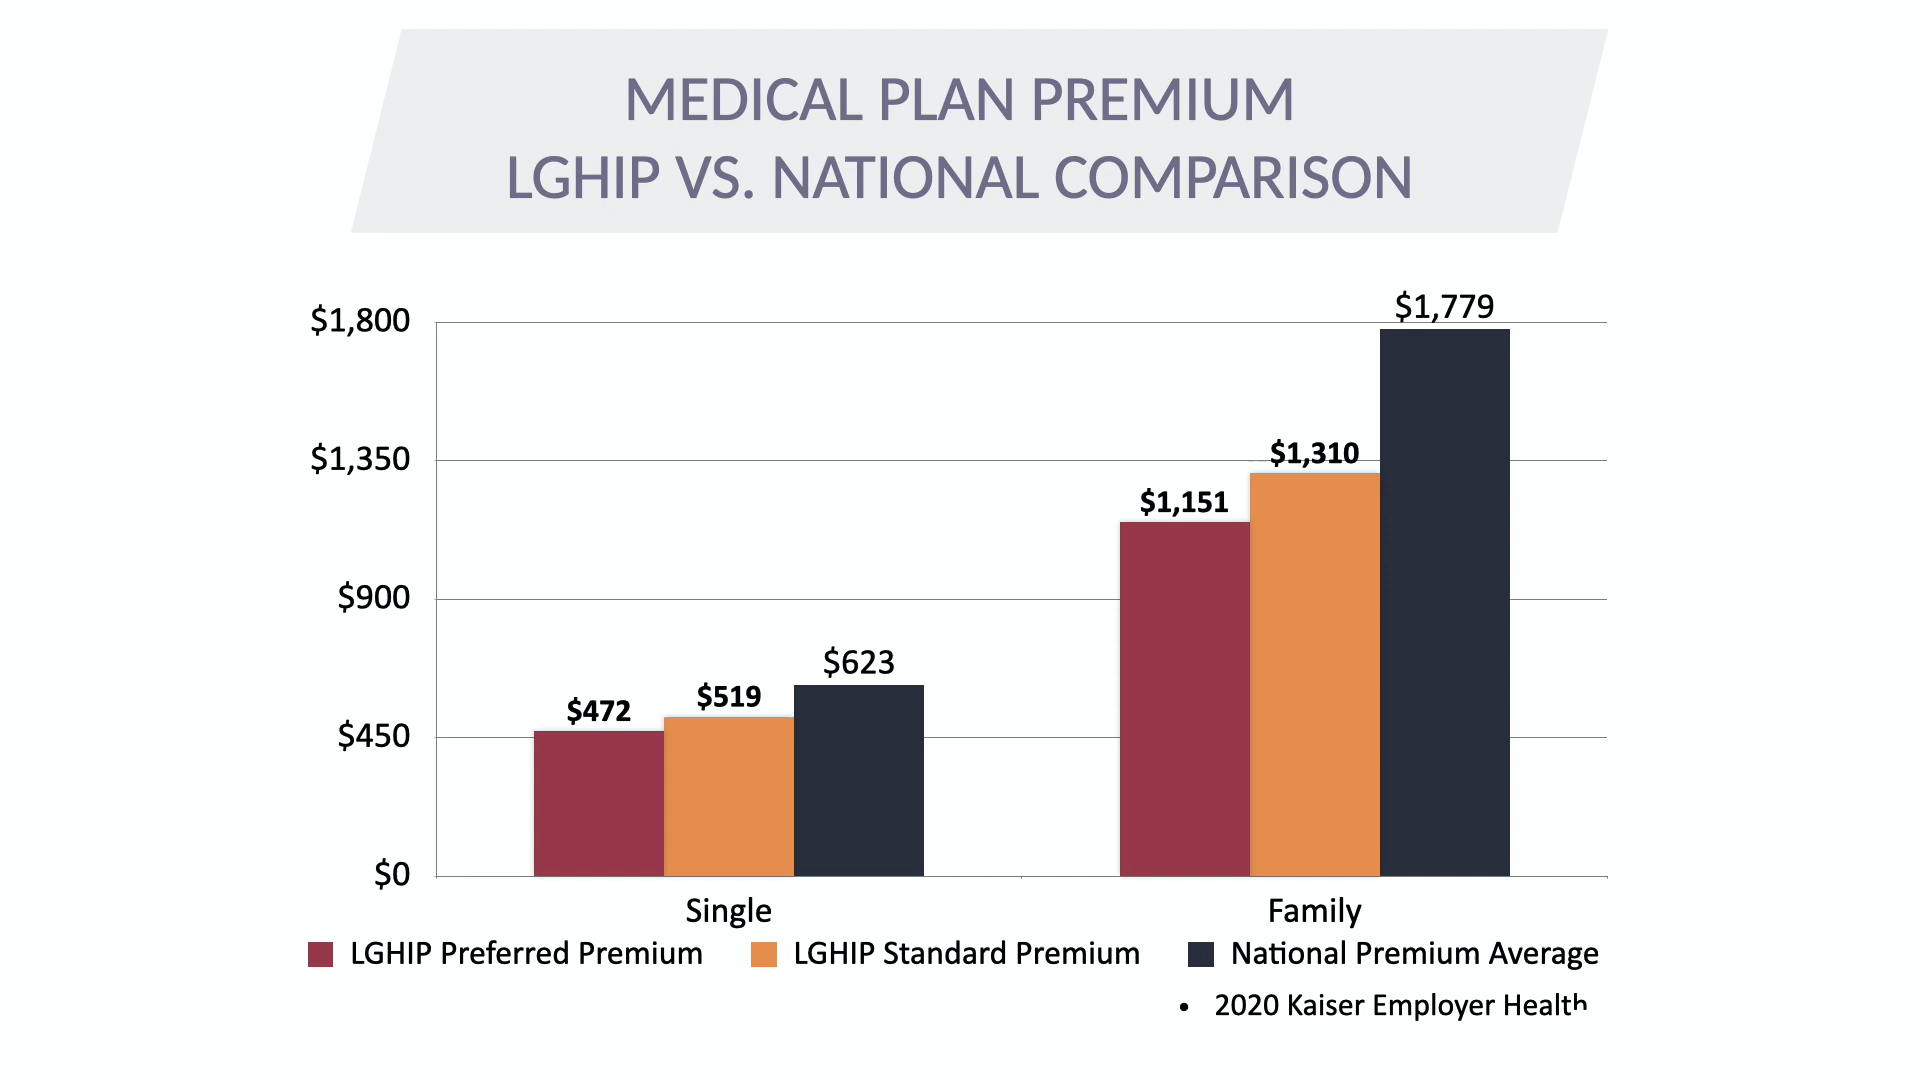 MEDICAL PLAN PREMIUM
LGHIP VS. NATIONAL COMPARISON
$1,779
$1,800
$1,310
$1,350
$1,151
$900
$623
$519
$472
$450
$0
Single Family
LGHIP Preferred Premium LGHIP Standard Premium National Premium Average
• 2020 Kaiser Employer Health